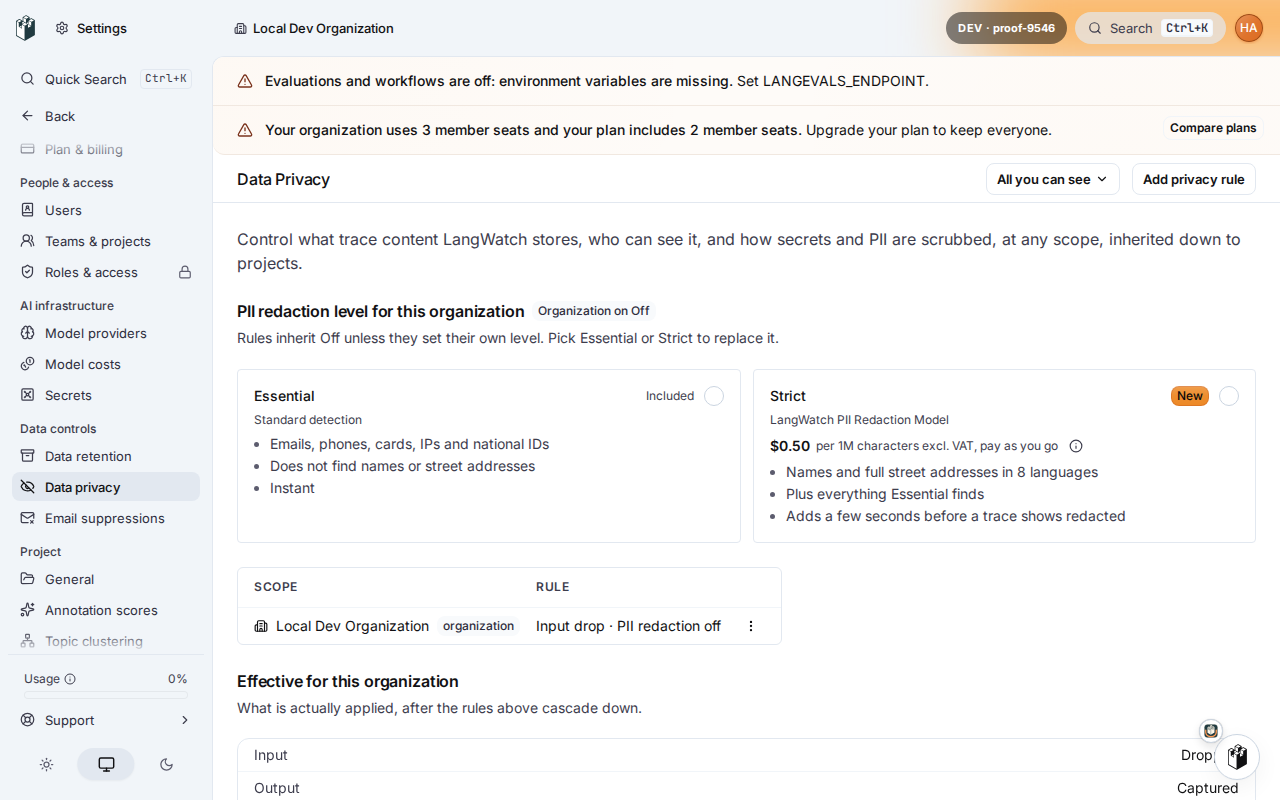 Settings
Local Dev Organization
DEV · proof-9546
Search Ctrl+K
HA
Quick Search Ctrl+K
Back
Plan & billing
People & access
Users
Teams & projects
Roles & access
AI infrastructure
Model providers
Model costs
Secrets
Data controls
Data retention
Data privacy
Email suppressions
Project
General
Annotation scores
Topic clustering
Usage 0%
Support
Evaluations and workflows are off: environment variables are missing. Set LANGEVALS_ENDPOINT.
Your organization uses 3 member seats and your plan includes 2 member seats. Upgrade your plan to keep everyone.
Compare plans
Data Privacy
All you can see
Add privacy rule
Control what trace content LangWatch stores, who can see it, and how secrets and PII are scrubbed, at any scope, inherited down to
projects.
PII redaction level for this organization Organization on Off
Rules inherit Off unless they set their own level. Pick Essential or Strict to replace it.
Essential Included
Standard detection
• Emails, phones, cards, IPs and national IDs
• Does not find names or street addresses
• Instant
Strict New
LangWatch PII Redaction Model
$0.50 per 1M characters excl. VAT, pay as you go
• Names and full street addresses in 8 languages
• Plus everything Essential finds
• Adds a few seconds before a trace shows redacted
SCOPE RULE
Local Dev Organization organization Input drop · PII redaction off
Effective for this organization
What is actually applied, after the rules above cascade down.
Input
Output Captured